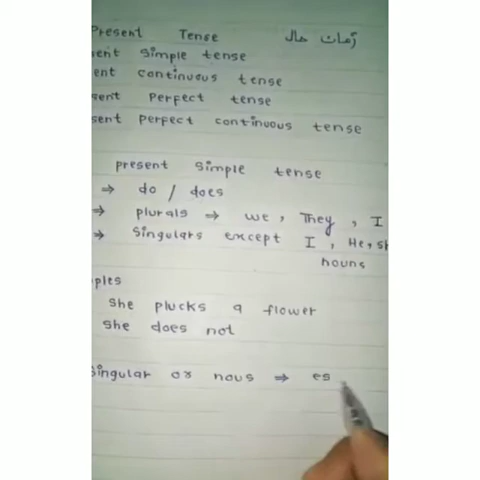 Present Tense زمان حال
ent simple tense
ent continuous tense
sent perfect tense
sent perfect continuous tense
present simple tense
⇒ do / does
⇒ plurals ⇒ we, They, I
⇒ Singulars except I, He, sh
nouns
ples
she plucks a flower
she does not
Singular or nous ⇒ es